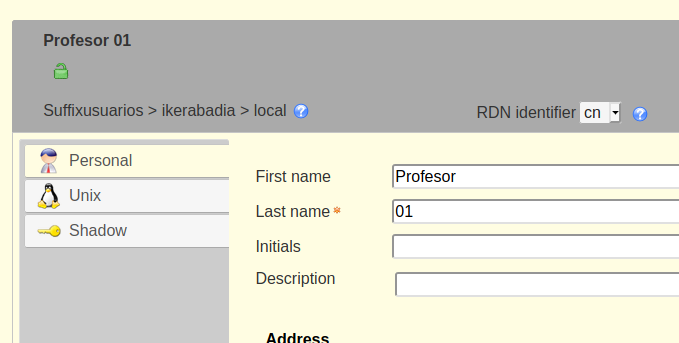 Profesor 01
Suffixusuarios > ikerabadia > local ?
RDN identifier cn ?
Personal
Unix
Shadow
First name Profesor
Last name* 01
Initials
Description
Address